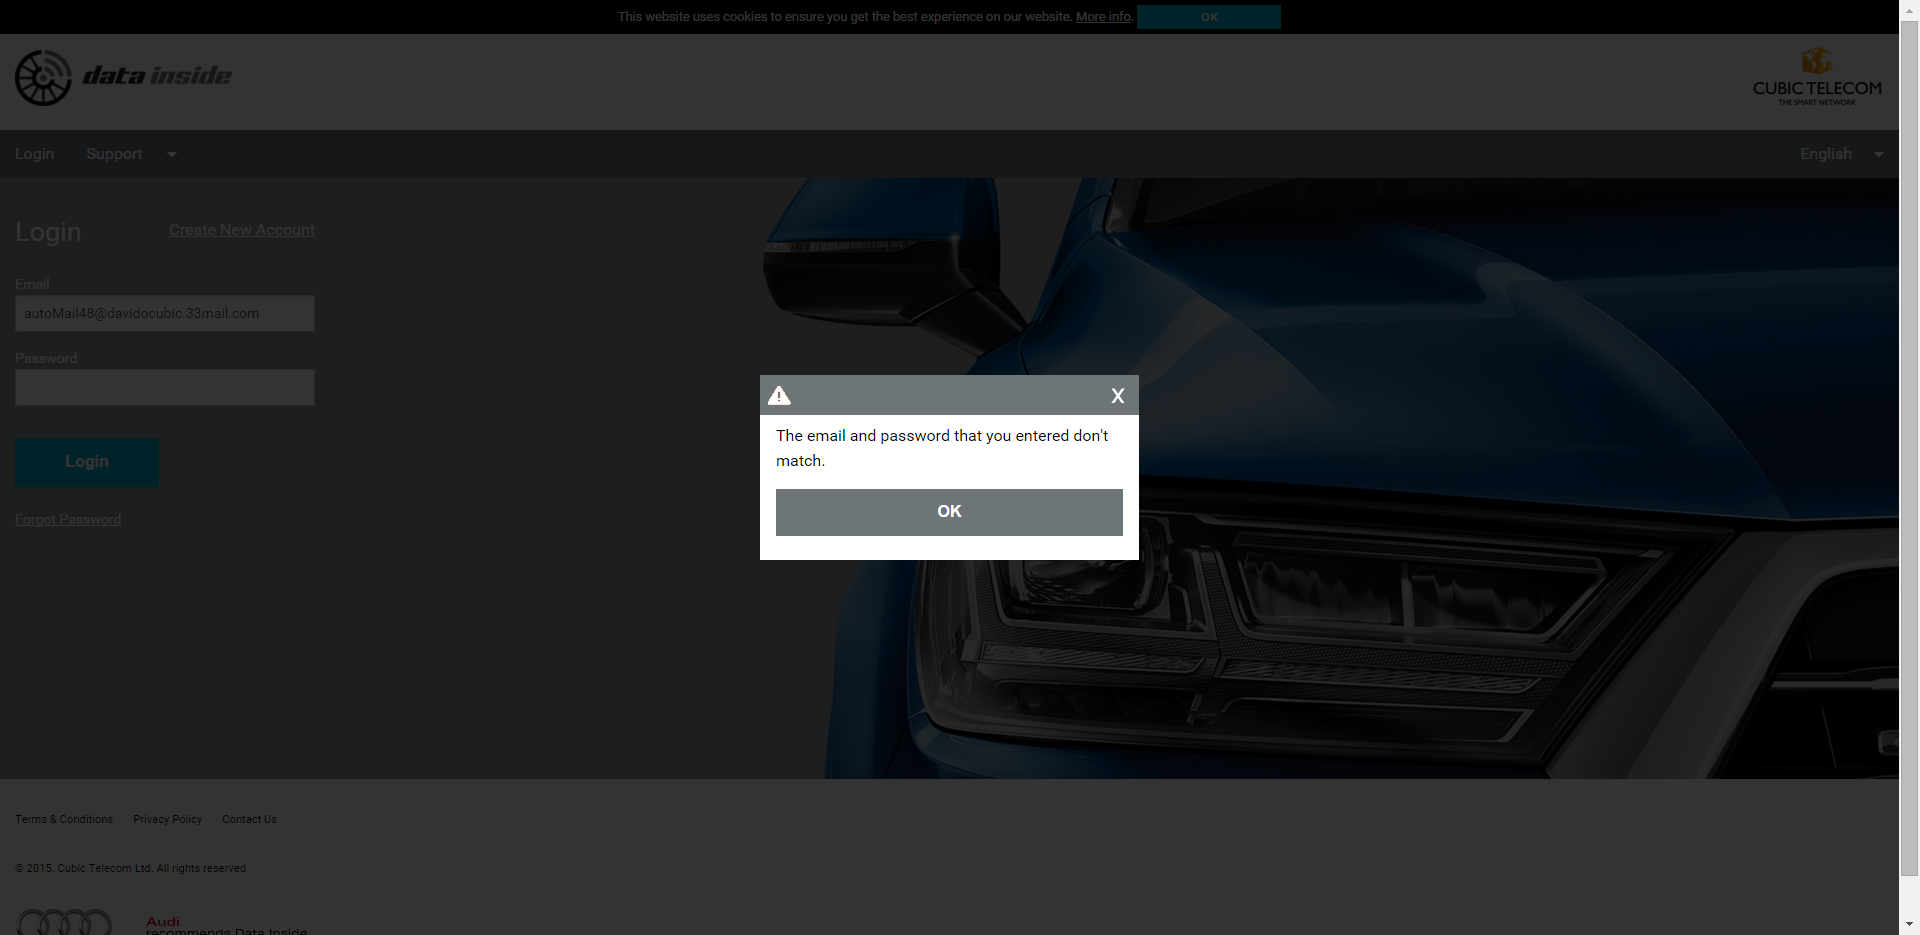 This website uses cookies to ensure you get the best experience on our website. More info. OK
data inside
CUBIC TELECOM
THE SMART NETWORK
Login Support English
Login Create New Account
Email
autoMail48@davidocubic.33mail.com
Password
Login
Forgot Password
X
The email and password that you entered don't
match.
OK
Terms & Conditions Privacy Policy Contact Us
© 2015. Cubic Telecom Ltd. All rights reserved
Audi
recommends Data Inside